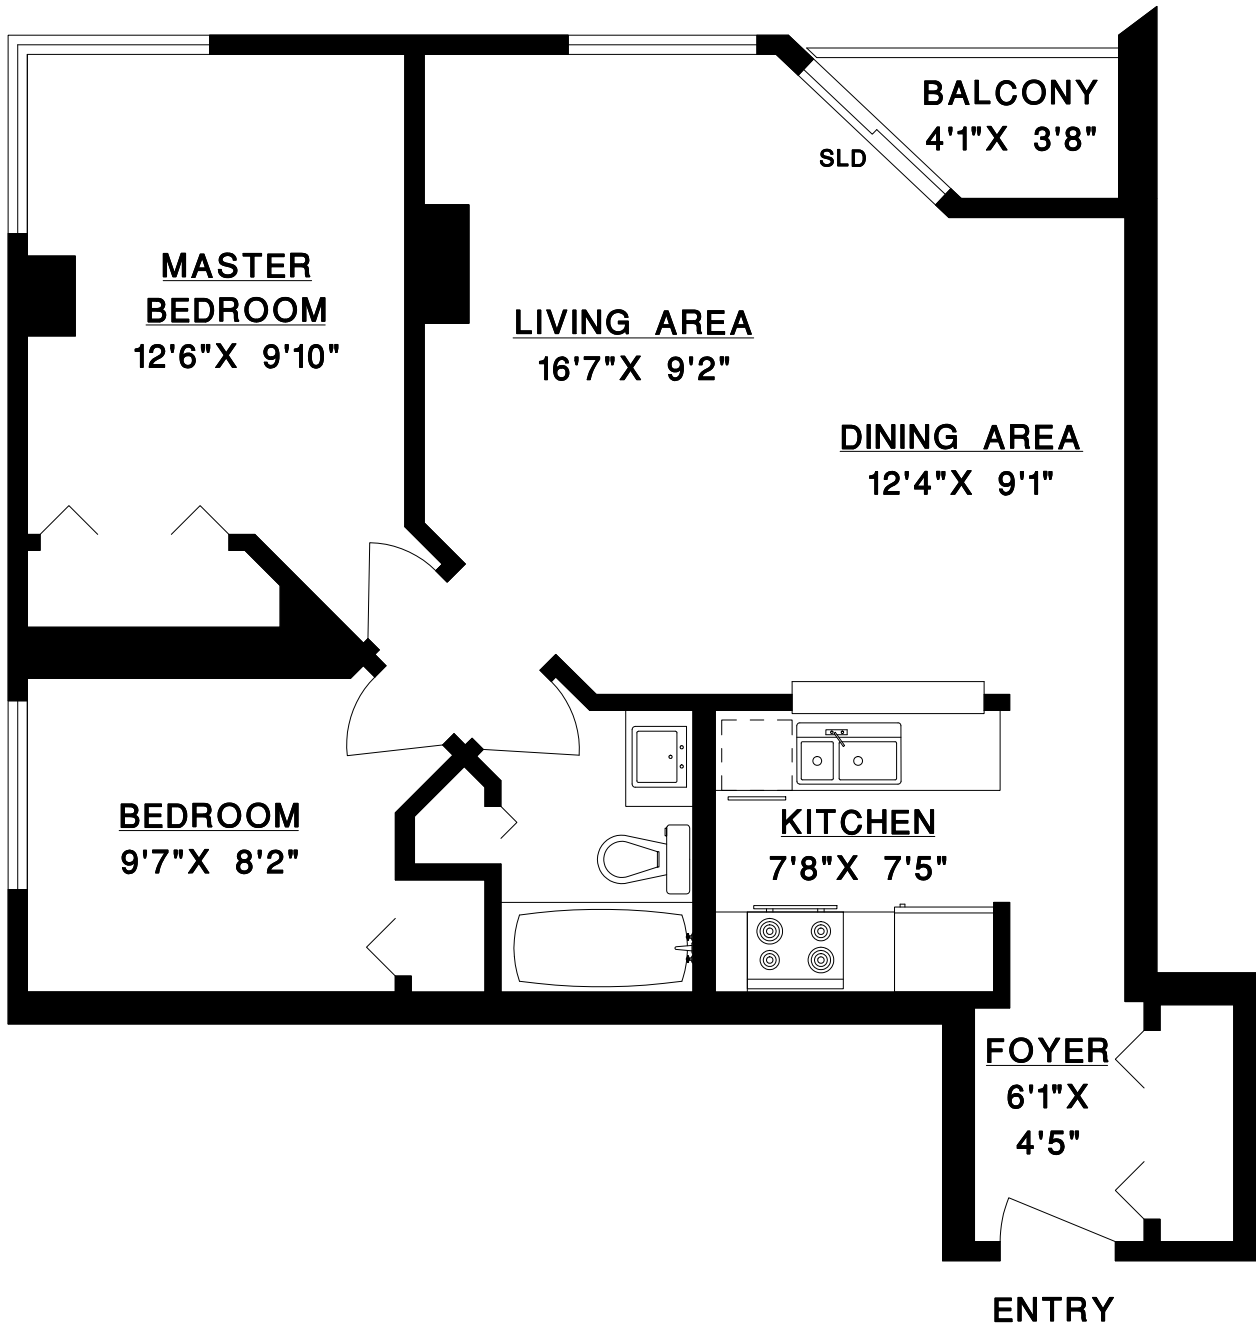 BALCONY
4'1"X 3'8"
SLD
MASTER
BEDROOM
12'6"X 9'10"
LIVING AREA
16'7"X 9'2"
DINING AREA
12'4"X 9'1"
BEDROOM
9'7"X 8'2"
KITCHEN
7'8"X 7'5"
FOYER
6'1"X
4'5"
ENTRY